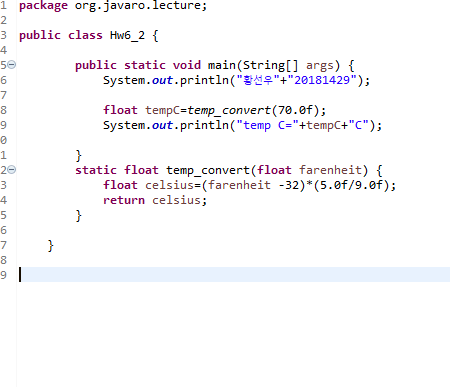 1 package org.javaro.lecture;
2
3 public class Hw6_2 {
4
5 public static void main(String[] args) {
6 System.out.println("황선우"+"20181429");
7
8 float tempC=temp_convert(70.0f);
9 System.out.println("temp C="+tempC+"C");
0
1 }
2 static float temp_convert(float farenheit) {
3 float celsius=(farenheit -32)*(5.0f/9.0f);
4 return celsius;
5 }
6
7 }
8
9